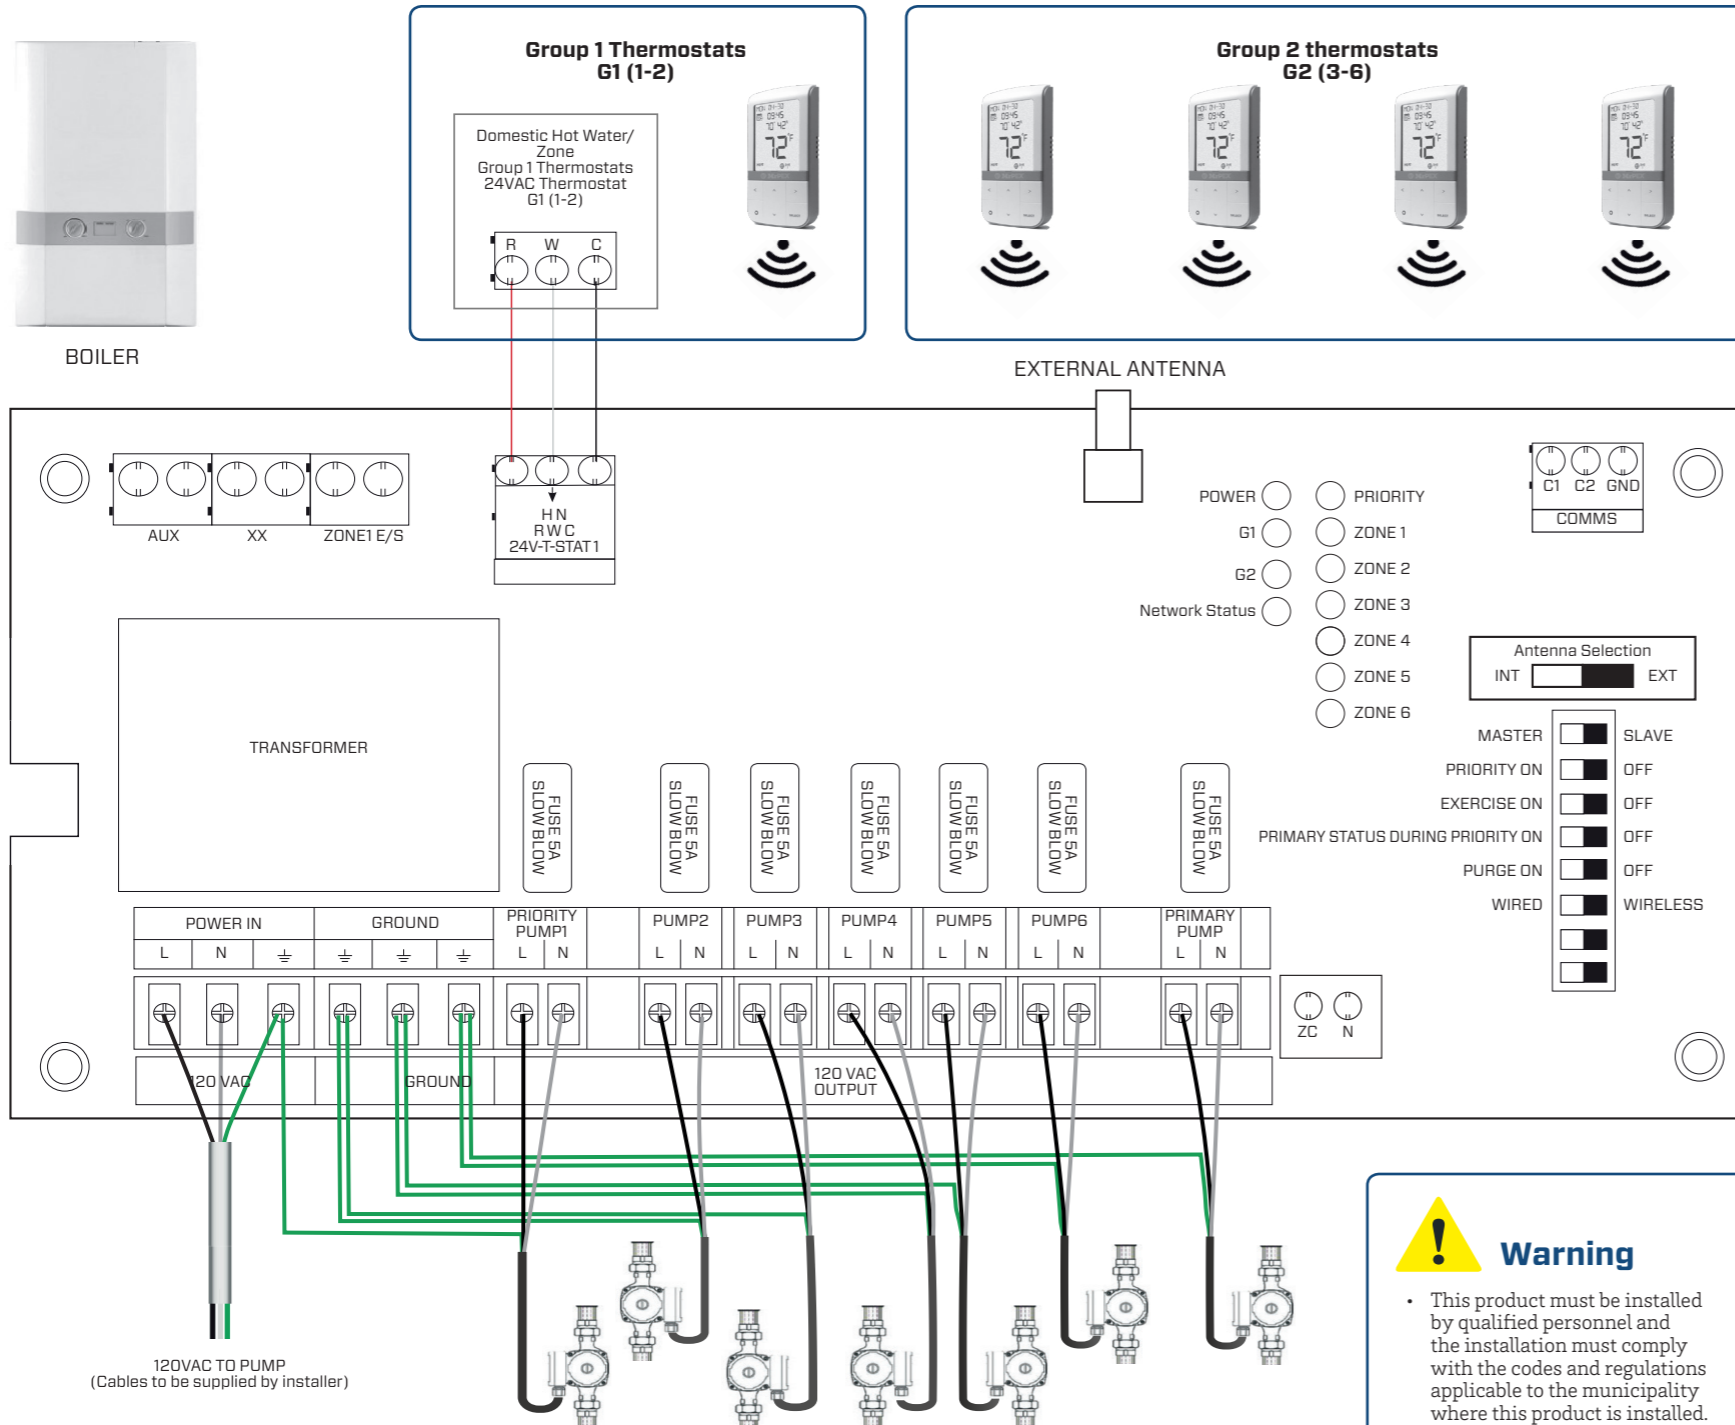 Group 1 Thermostats
G1 (1-2)
Group 2 thermostats
G2 (3-6)
Domestic Hot Water/
Zone
Group 1 Thermostats
24VAC Thermostat
G1 (1-2)
R W C
72°F
72°F
72°F
72°F
72°F
BOILER
EXTERNAL ANTENNA
AUX
XX
ZONE1 E/S
H N
R W C
24V-T-STAT 1
POWER
G1
G2
Network Status
PRIORITY
ZONE 1
ZONE 2
ZONE 3
ZONE 4
ZONE 5
ZONE 6
C1 C2 GND
COMMS
Antenna Selection
INT EXT
MASTER SLAVE
PRIORITY ON OFF
EXERCISE ON OFF
PRIMARY STATUS DURING PRIORITY ON OFF
PURGE ON OFF
WIRED WIRELESS
TRANSFORMER
FUSE 5A
SLOW BLOW
FUSE 5A
SLOW BLOW
FUSE 5A
SLOW BLOW
FUSE 5A
SLOW BLOW
FUSE 5A
SLOW BLOW
FUSE 5A
SLOW BLOW
FUSE 5A
SLOW BLOW
POWER IN
L N
GROUND
PRIORITY
PUMP1
L N
PUMP2
L N
PUMP3
L N
PUMP4
L N
PUMP5
L N
PUMP6
L N
PRIMARY
PUMP
L N
ZC N
120 VAC
GROUND
120 VAC
OUTPUT
120VAC TO PUMP
(Cables to be supplied by installer)
! Warning
• This product must be installed
by qualified personnel and
the installation must comply
with the codes and regulations
applicable to the municipality
where this product is installed.